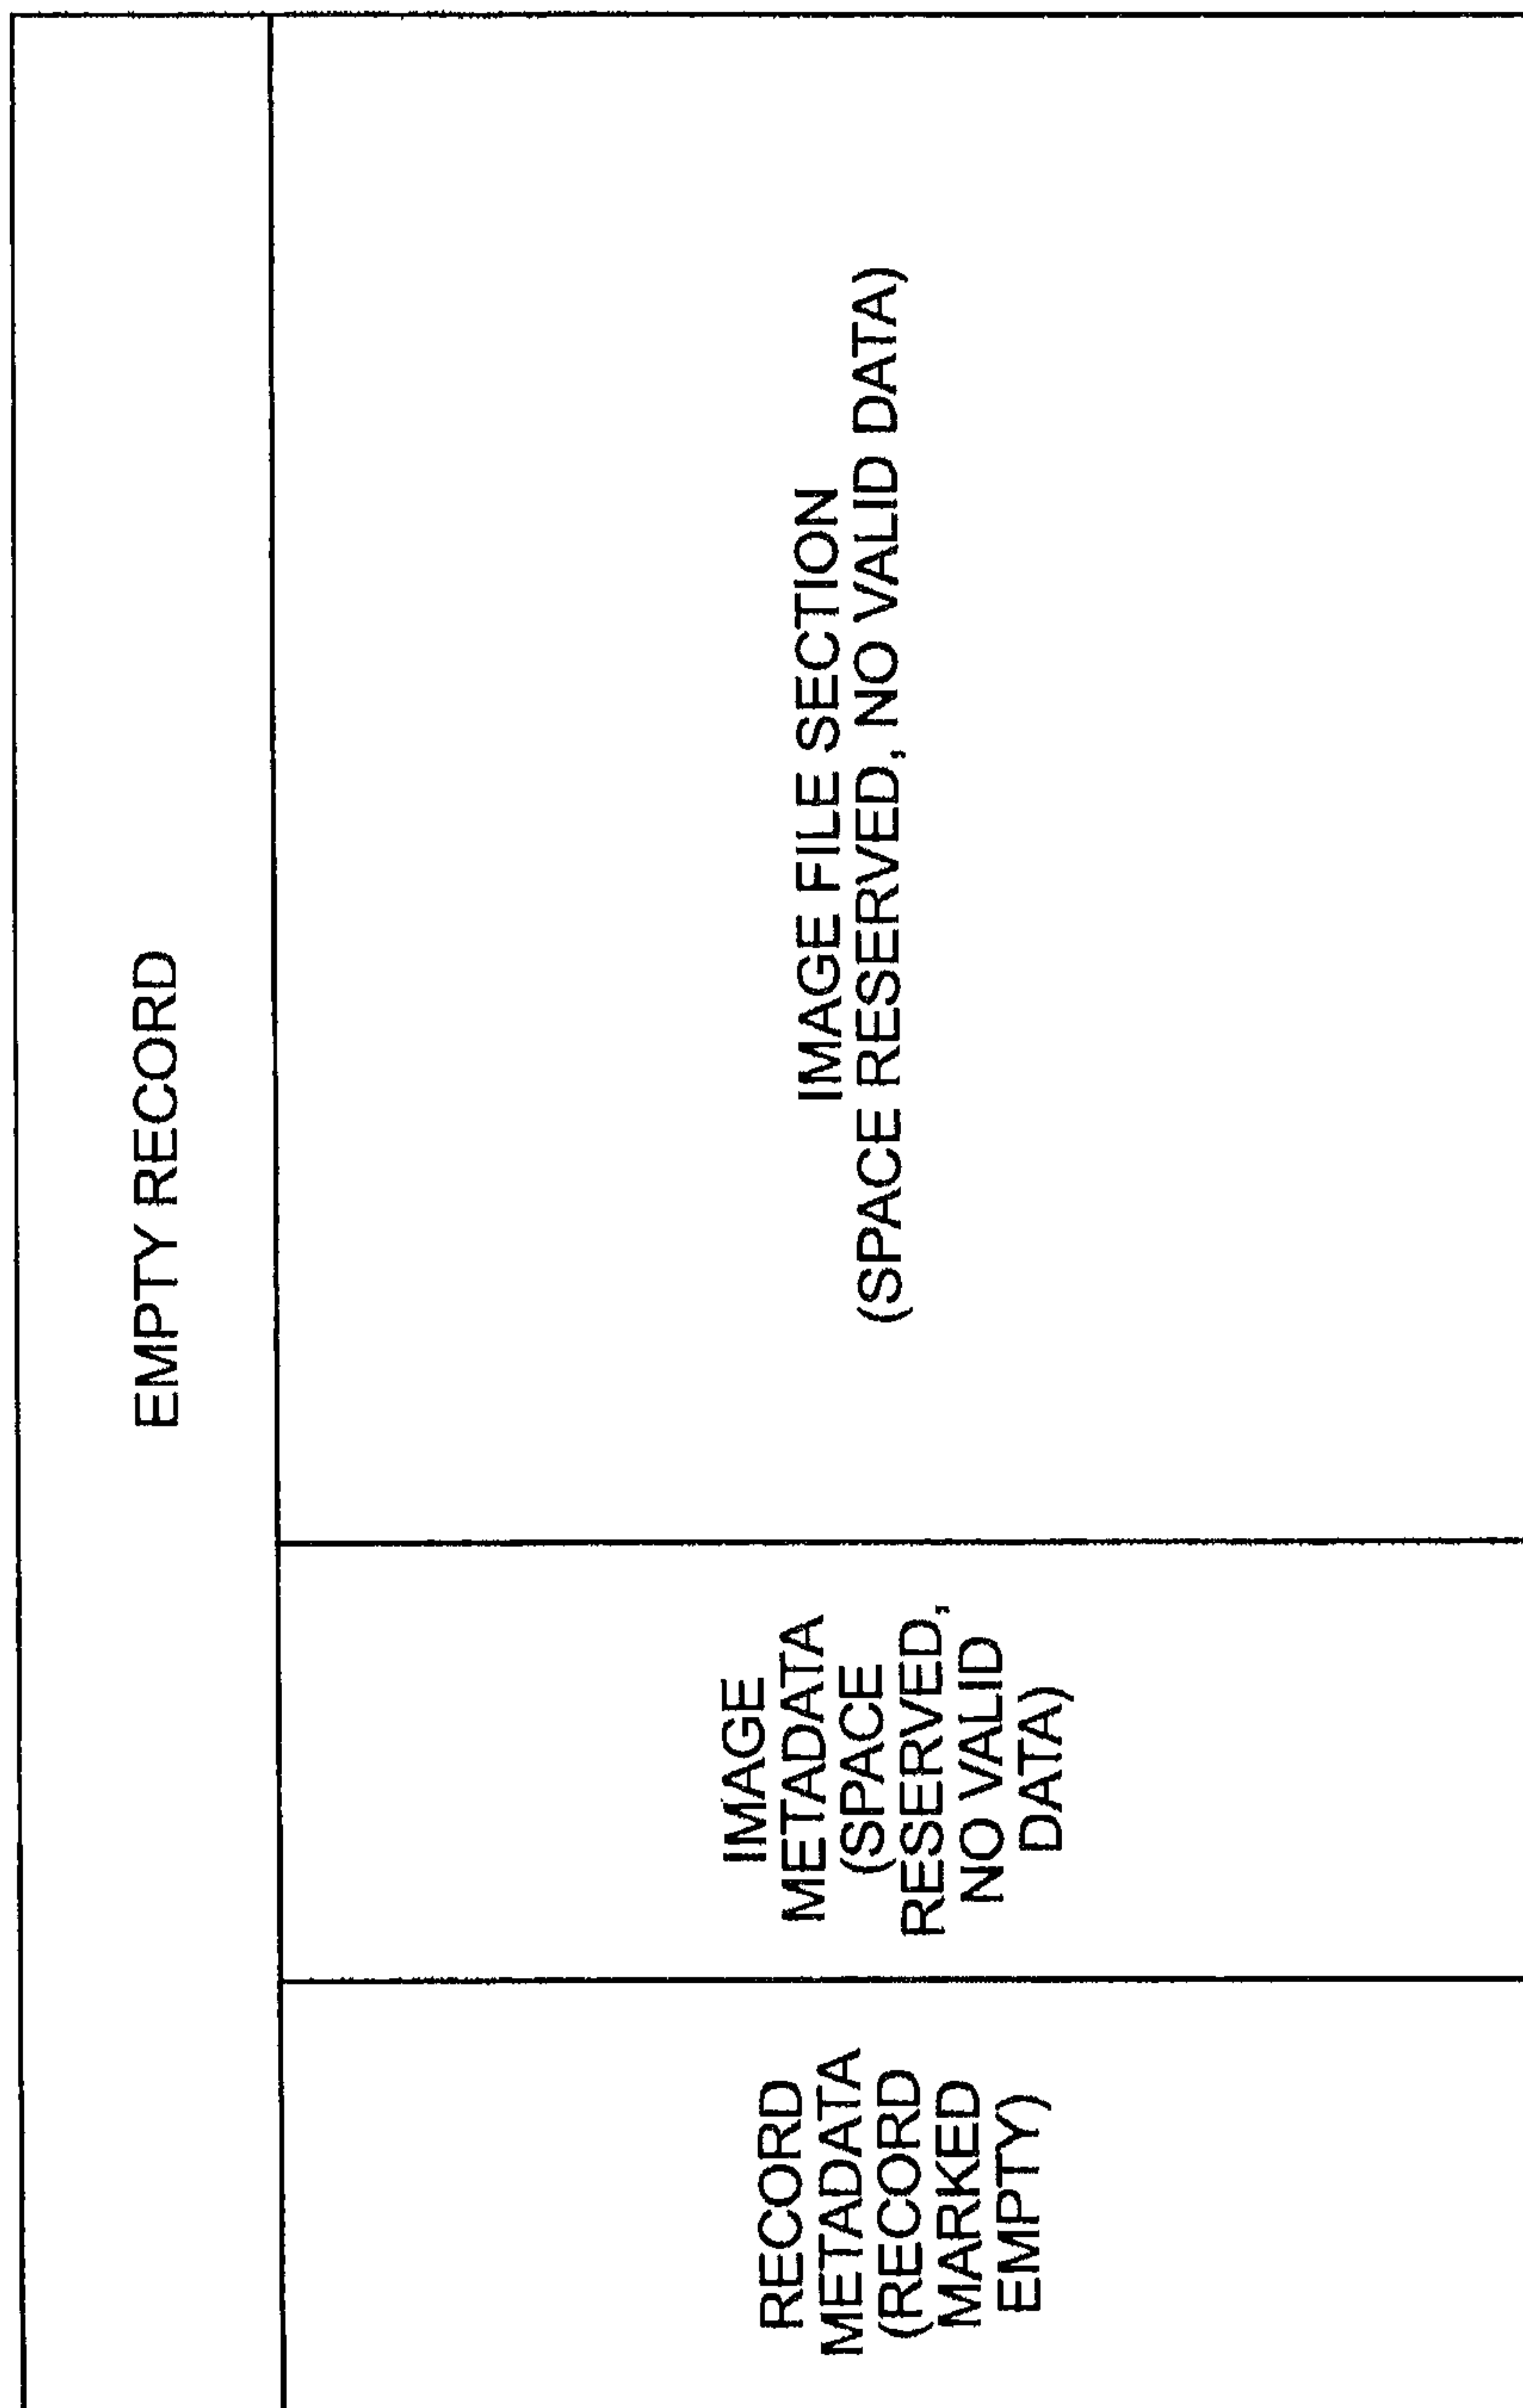 EMPTY RECORD
RECORD
METADATA
(RECORD
MARKED
EMPTY)
IMAGE
METADATA
(SPACE
RESERVED,
NO VALID
DATA)
IMAGE FILE SECTION
(SPACE RESERVED, NO VALID DATA)